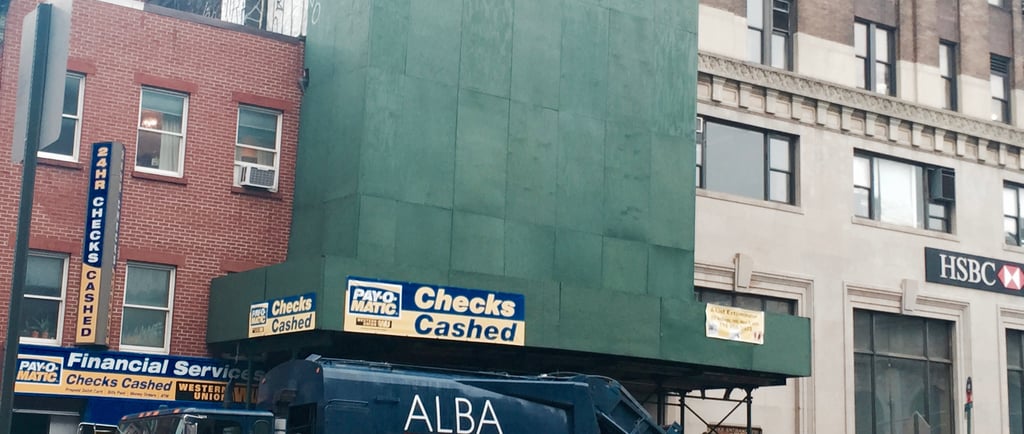 24HR CHECKS CASHED
PAY-O-
MATIC
Checks
Cashed
PAY-O-
MATIC
Checks
Cashed
HSBC
PAY-O-
MATIC
Financial Services
Checks Cashed
WESTERN
UNION
ALBA